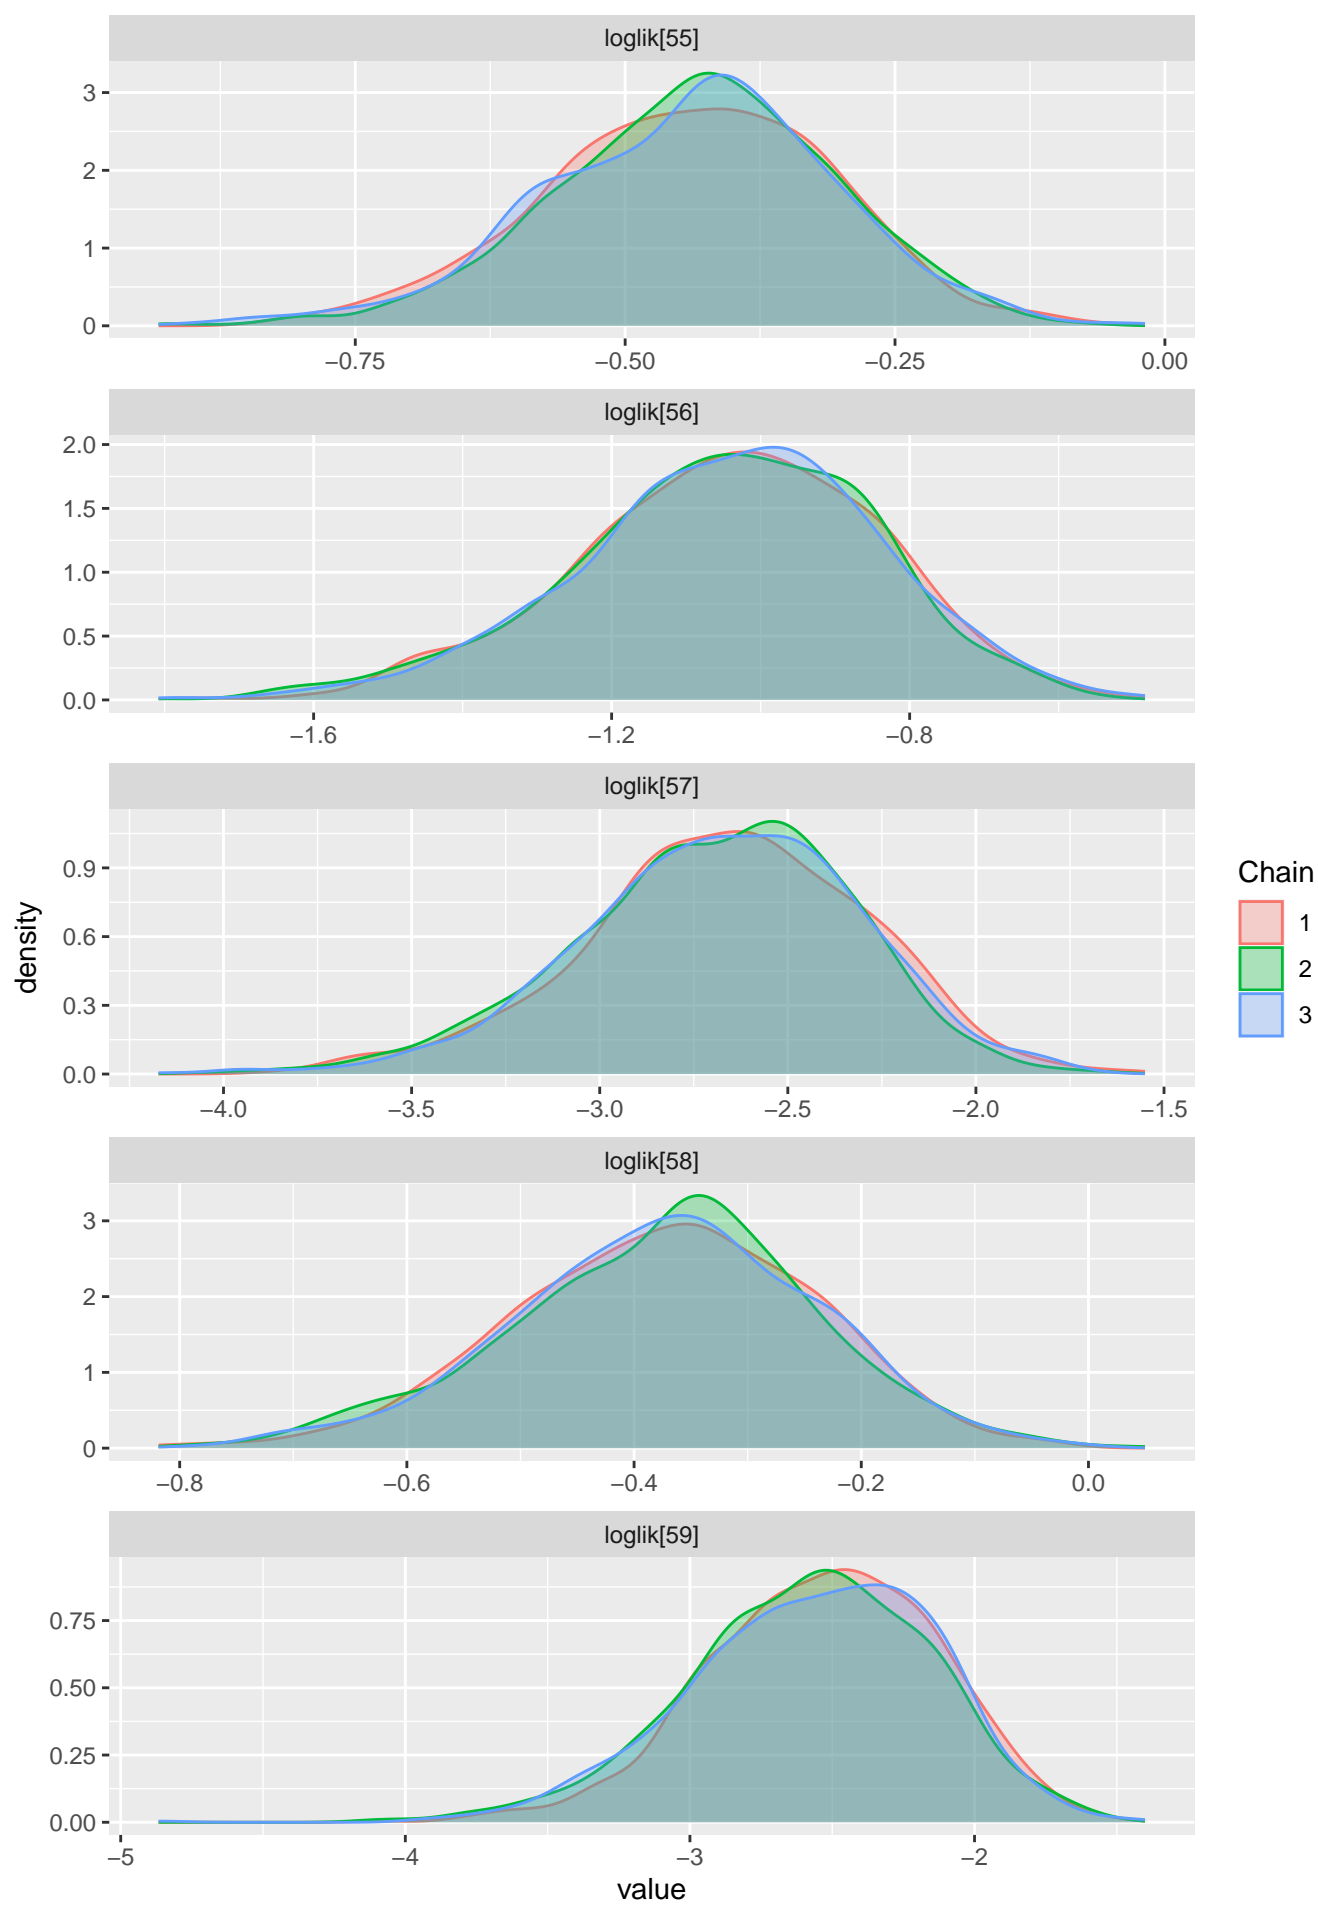 loglik[55]
3
2
1
0
−0.75 −0.50 −0.25 0.00
loglik[56]
2.0
1.5
1.0
0.5
0.0
−1.6 −1.2 −0.8
loglik[57]
0.9
0.6
0.3
0.0
−4.0 −3.5 −3.0 −2.5 −2.0 −1.5
loglik[58]
3
2
1
0
−0.8 −0.6 −0.4 −0.2 0.0
loglik[59]
0.75
0.50
0.25
0.00
−5 −4 −3 −2
value
density
Chain
1
2
3